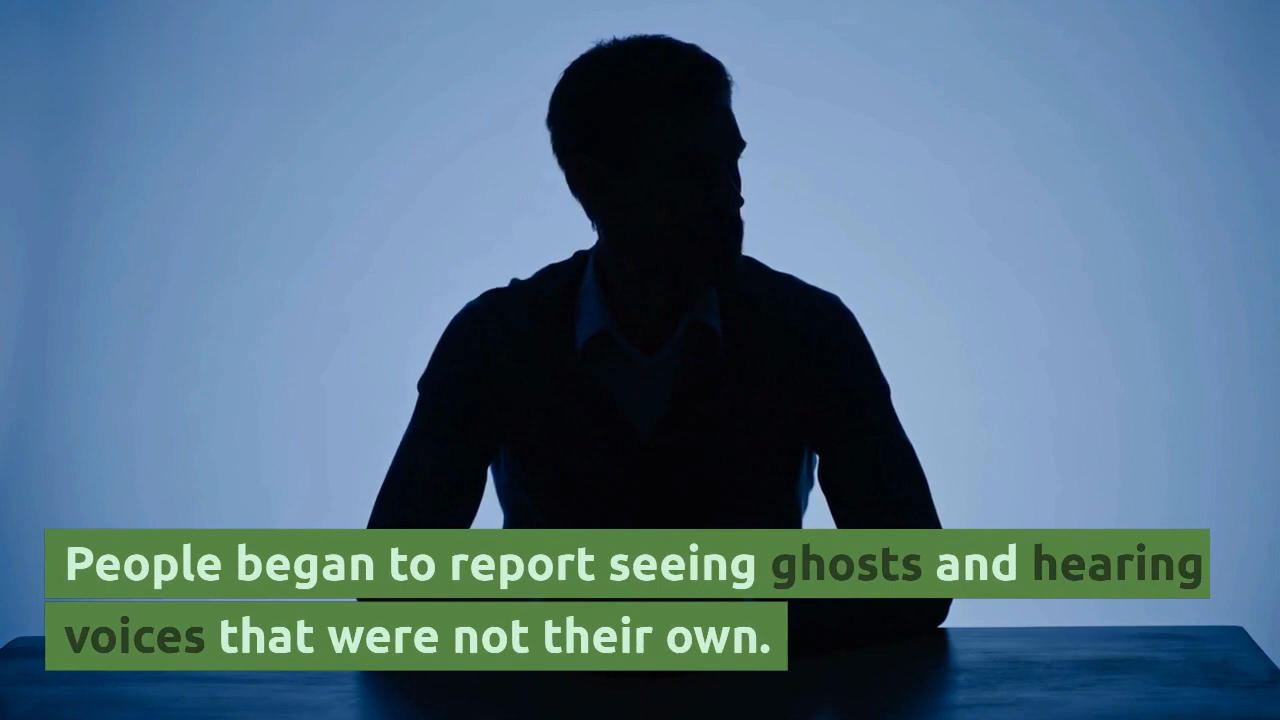 People began to report seeing ghosts and hearing
voices that were not their own.